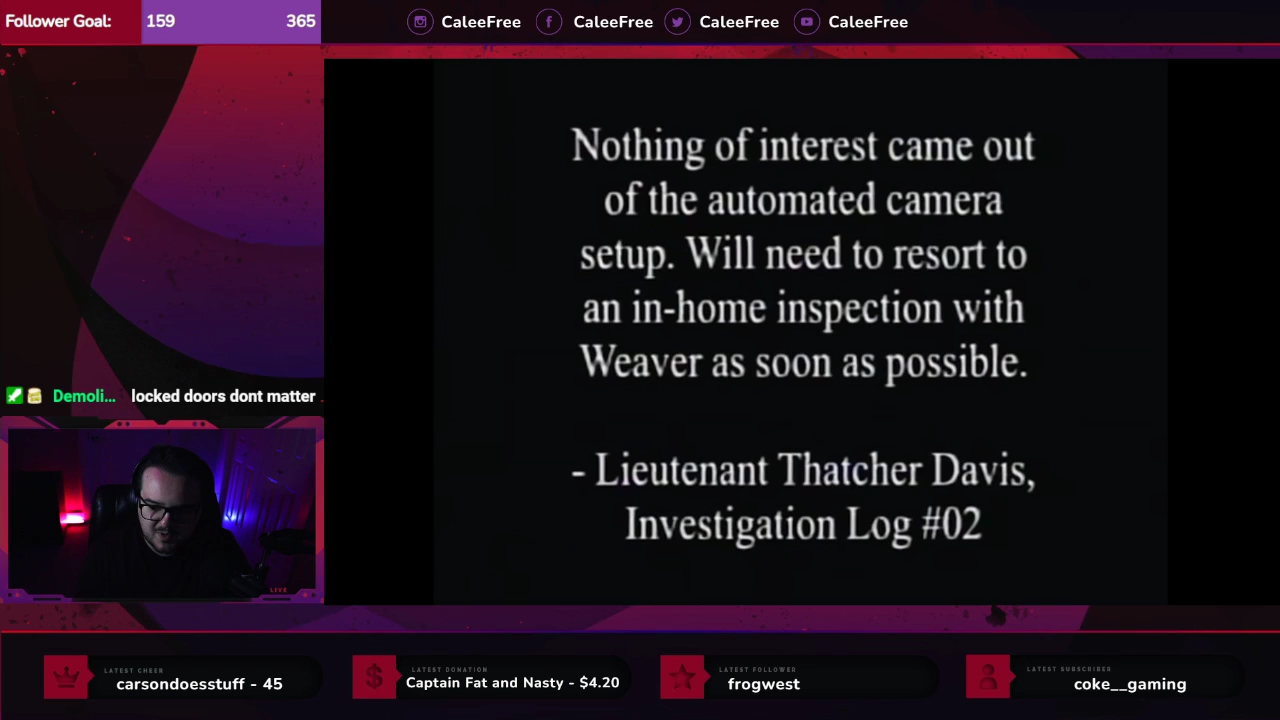 Follower Goal:
159
365
CaleeFree
CaleeFree
CaleeFree
CaleeFree
Nothing of interest came out
of the automated camera
setup. Will need to resort to
an in-home inspection with
Weaver as soon as possible.
- Lieutenant Thatcher Davis,
Investigation Log #02
Demoli... locked doors dont matter
LIVE
LATEST CHEER
carsondoesstuff - 45
LATEST DONATION
Captain Fat and Nasty - $4.20
LATEST FOLLOWER
frogwest
LATEST SUBSCRIBER
coke__gaming